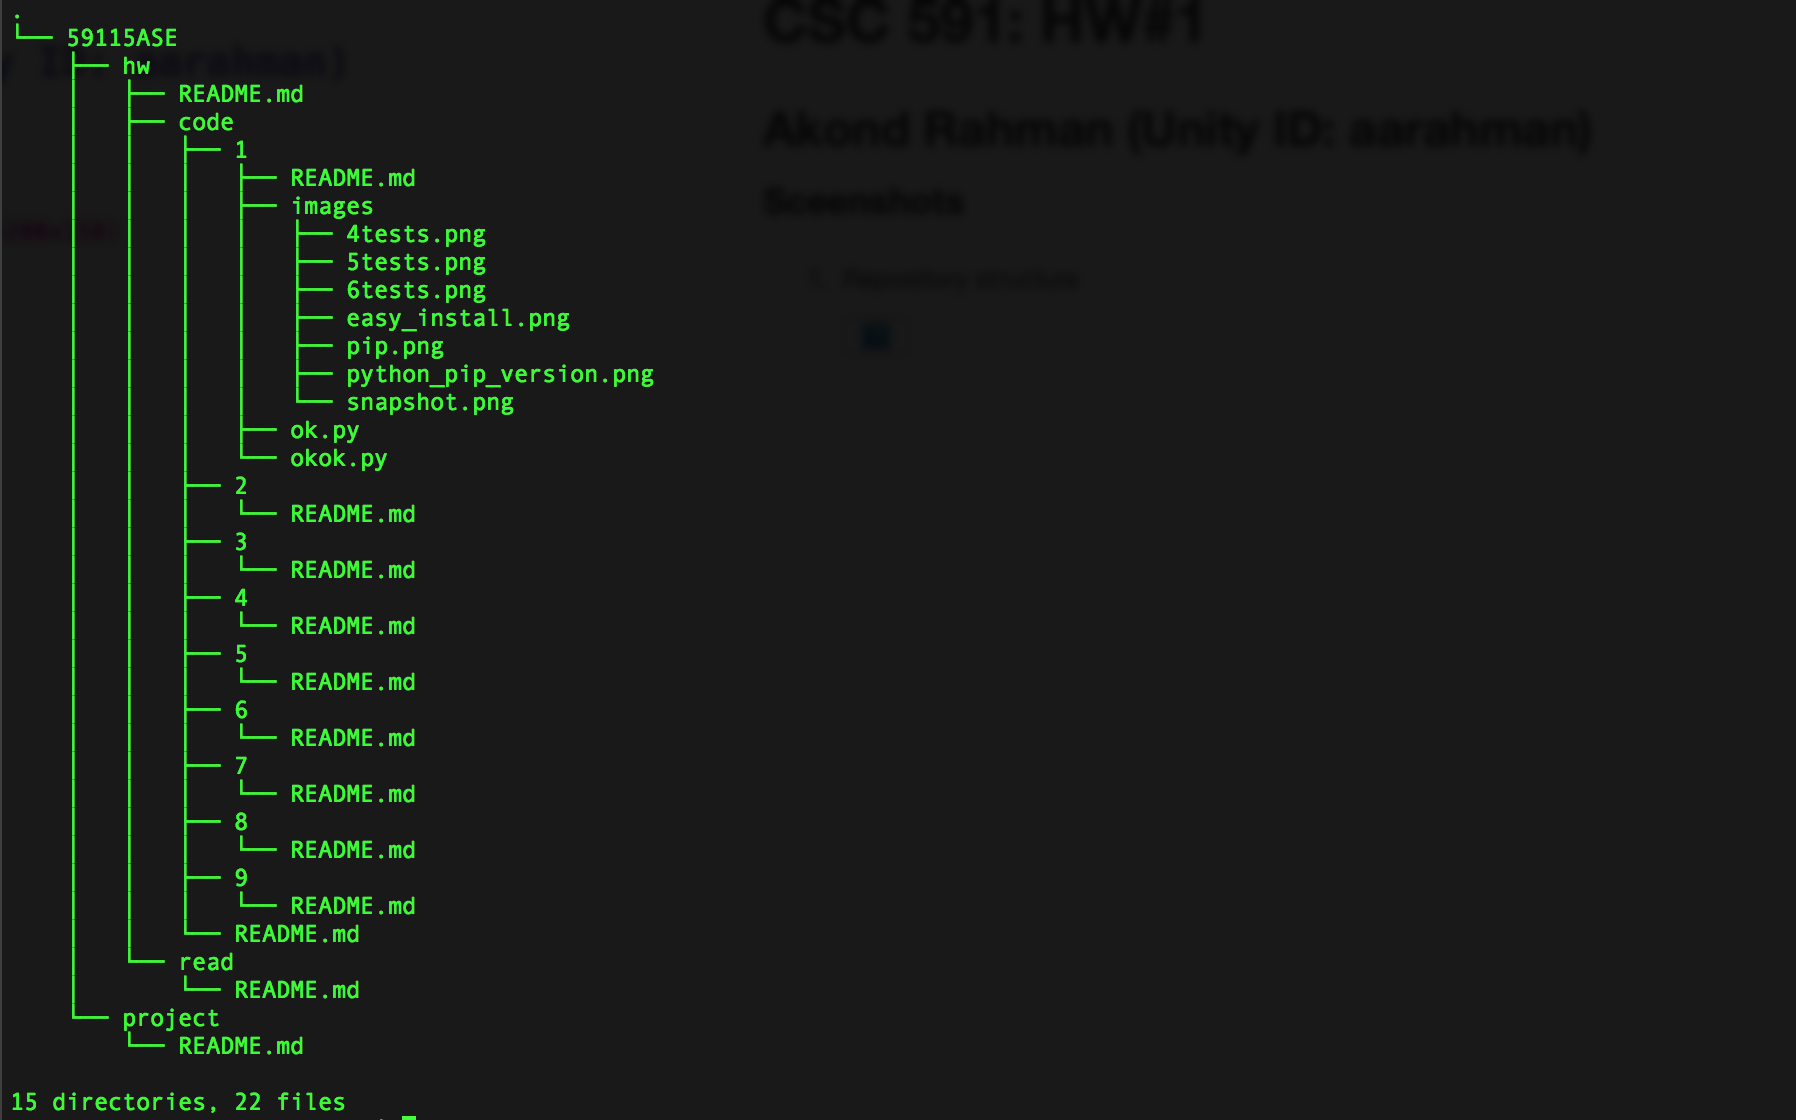 .
└── 59115ASE
    ├── hw
    │   ├── README.md
    │   ├── code
    │   │   ├── 1
    │   │   │   ├── README.md
    │   │   │   ├── images
    │   │   │   │   ├── 4tests.png
    │   │   │   │   ├── 5tests.png
    │   │   │   │   ├── 6tests.png
    │   │   │   │   ├── easy_install.png
    │   │   │   │   ├── pip.png
    │   │   │   │   ├── python_pip_version.png
    │   │   │   │   └── snapshot.png
    │   │   │   ├── ok.py
    │   │   │   └── okok.py
    │   │   ├── 2
    │   │   │   └── README.md
    │   │   ├── 3
    │   │   │   └── README.md
    │   │   ├── 4
    │   │   │   └── README.md
    │   │   ├── 5
    │   │   │   └── README.md
    │   │   ├── 6
    │   │   │   └── README.md
    │   │   ├── 7
    │   │   │   └── README.md
    │   │   ├── 8
    │   │   │   └── README.md
    │   │   ├── 9
    │   │   │   └── README.md
    │   │   └── README.md
    │   └── read
    │       └── README.md
    └── project
        └── README.md
15 directories, 22 files
CSC 591: HW#1
Akond Rahman (Unity ID: aarahman)
Sceenshots
1. Repository structure